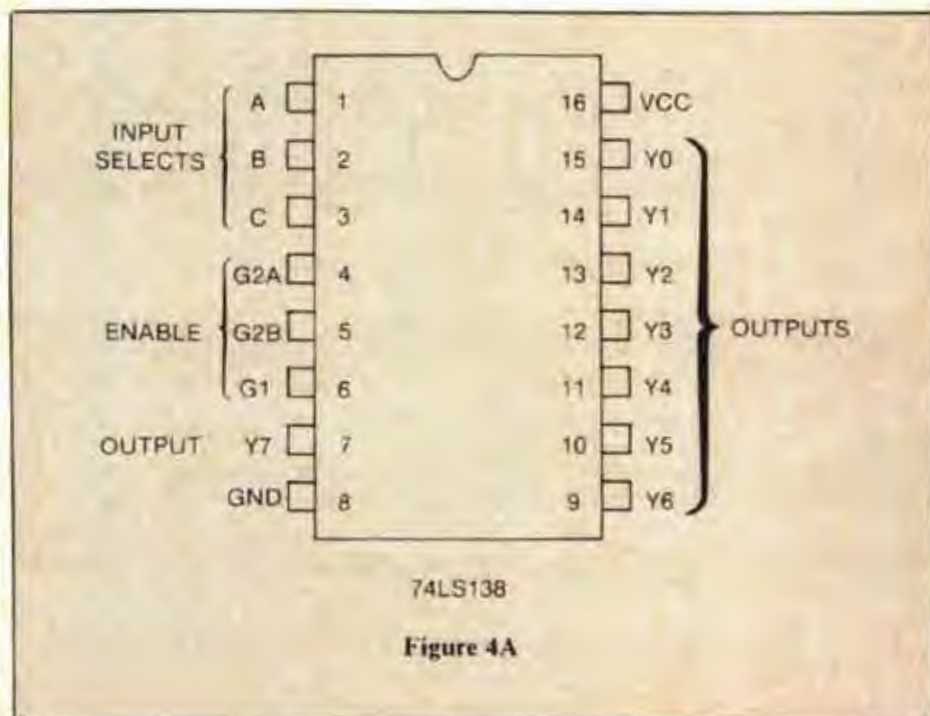 A 1 16 VCC
INPUT
SELECTS
B 2 15 Y0
C 3 14 Y1
G2A 4 13 Y2
ENABLE G2B 5 12 Y3 OUTPUTS
G1 6 11 Y4
OUTPUT Y7 7 10 Y5
GND 8 9 Y6
74LS138
Figure 4A